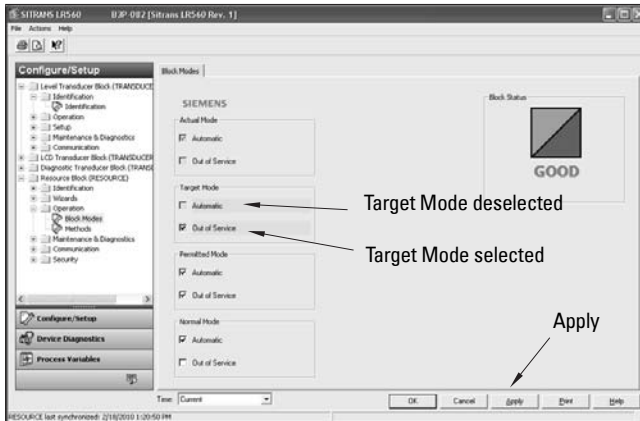 SITRANS LR560 BJP-082 [Sitrans LR560 Rev. 1]
File Actions Help
Configure/Setup
Level Transducer Block (TRANSDUCE
Identification
Identification
Operation
Setup
Maintenance & Diagnostics
Communication
LCD Transducer Block (TRANSDUCER
Diagnostic Transducer Block (TRANS
Resource Block (RESOURCE)
Identification
Wizards
Operation
Block Modes
Methods
Maintenance & Diagnostics
Communication
Security
Configure/Setup
Device Diagnostics
Process Variables
Block Modes
SIEMENS
Actual Mode
Automatic
Out of Service
Target Mode
Automatic
Out of Service
Permitted Mode
Automatic
Out of Service
Normal Mode
Automatic
Out of Service
Block Status
GOOD
Target Mode deselected
Target Mode selected
Apply
Time: Current
OK Cancel Apply Print Help
RESOURCE last synchronized: 2/18/2010 1:20:50 PM